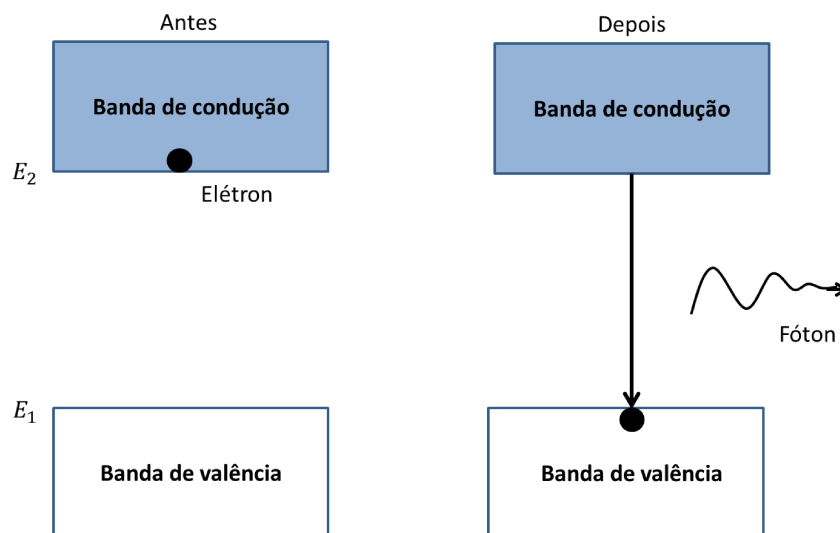 Antes
Depois
Banda de condução
Banda de condução
E₂
Elétron
Fóton
E₁
Banda de valência
Banda de valência